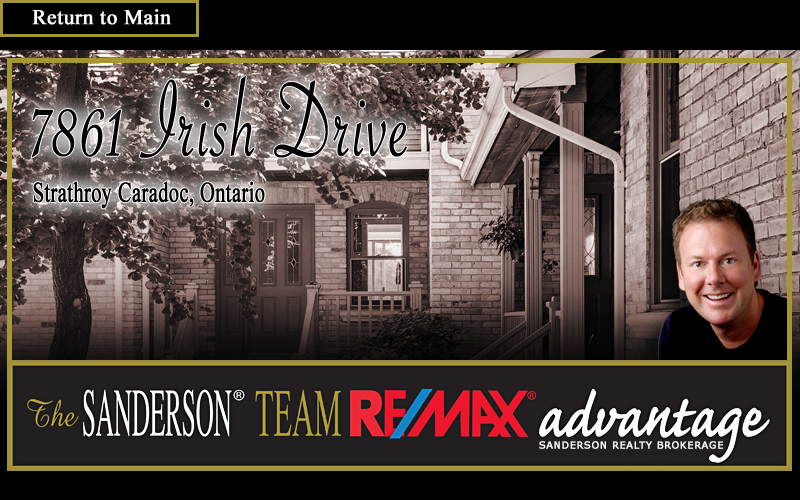 Return to Main
7861 Irish Drive
Strathroy Caradoc, Ontario
The SANDERSON® TEAM RE/MAX® advantage
SANDERSON REALTY BROKERAGE